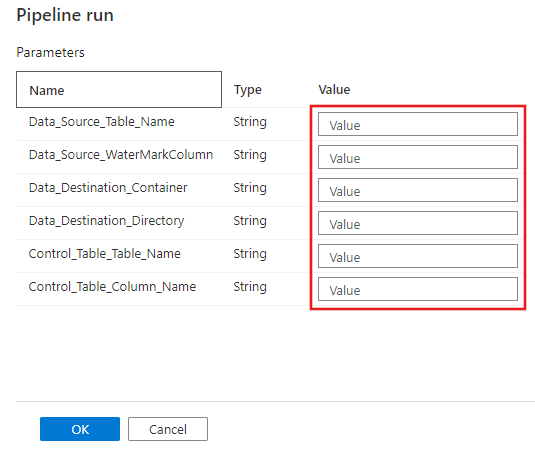 Pipeline run
Parameters
Name Type Value
Data_Source_Table_Name String Value
Data_Source_WaterMarkColumn String Value
Data_Destination_Container String Value
Data_Destination_Directory String Value
Control_Table_Table_Name String Value
Control_Table_Column_Name String Value
OK Cancel